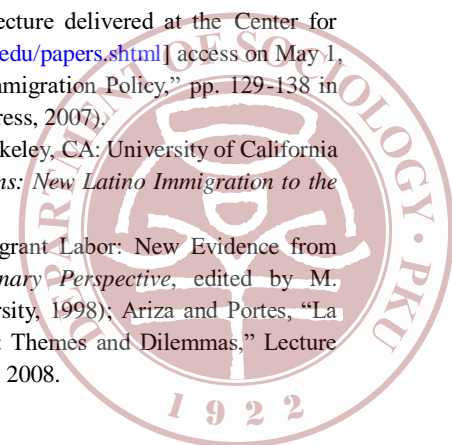 ecture delivered at the Center for
edu/papers.shtml] access on May 1,
mmigration Policy,” pp. 129-138 in
ress, 2007).
keley, CA: University of California
ns: New Latino Immigration to the
grant Labor: New Evidence from
nary Perspective, edited by M.
rsity, 1998); Ariza and Portes, “La
: Themes and Dilemmas,” Lecture
2008.
DEPARTMENT OF SOCIOLOGY · PKU
1922